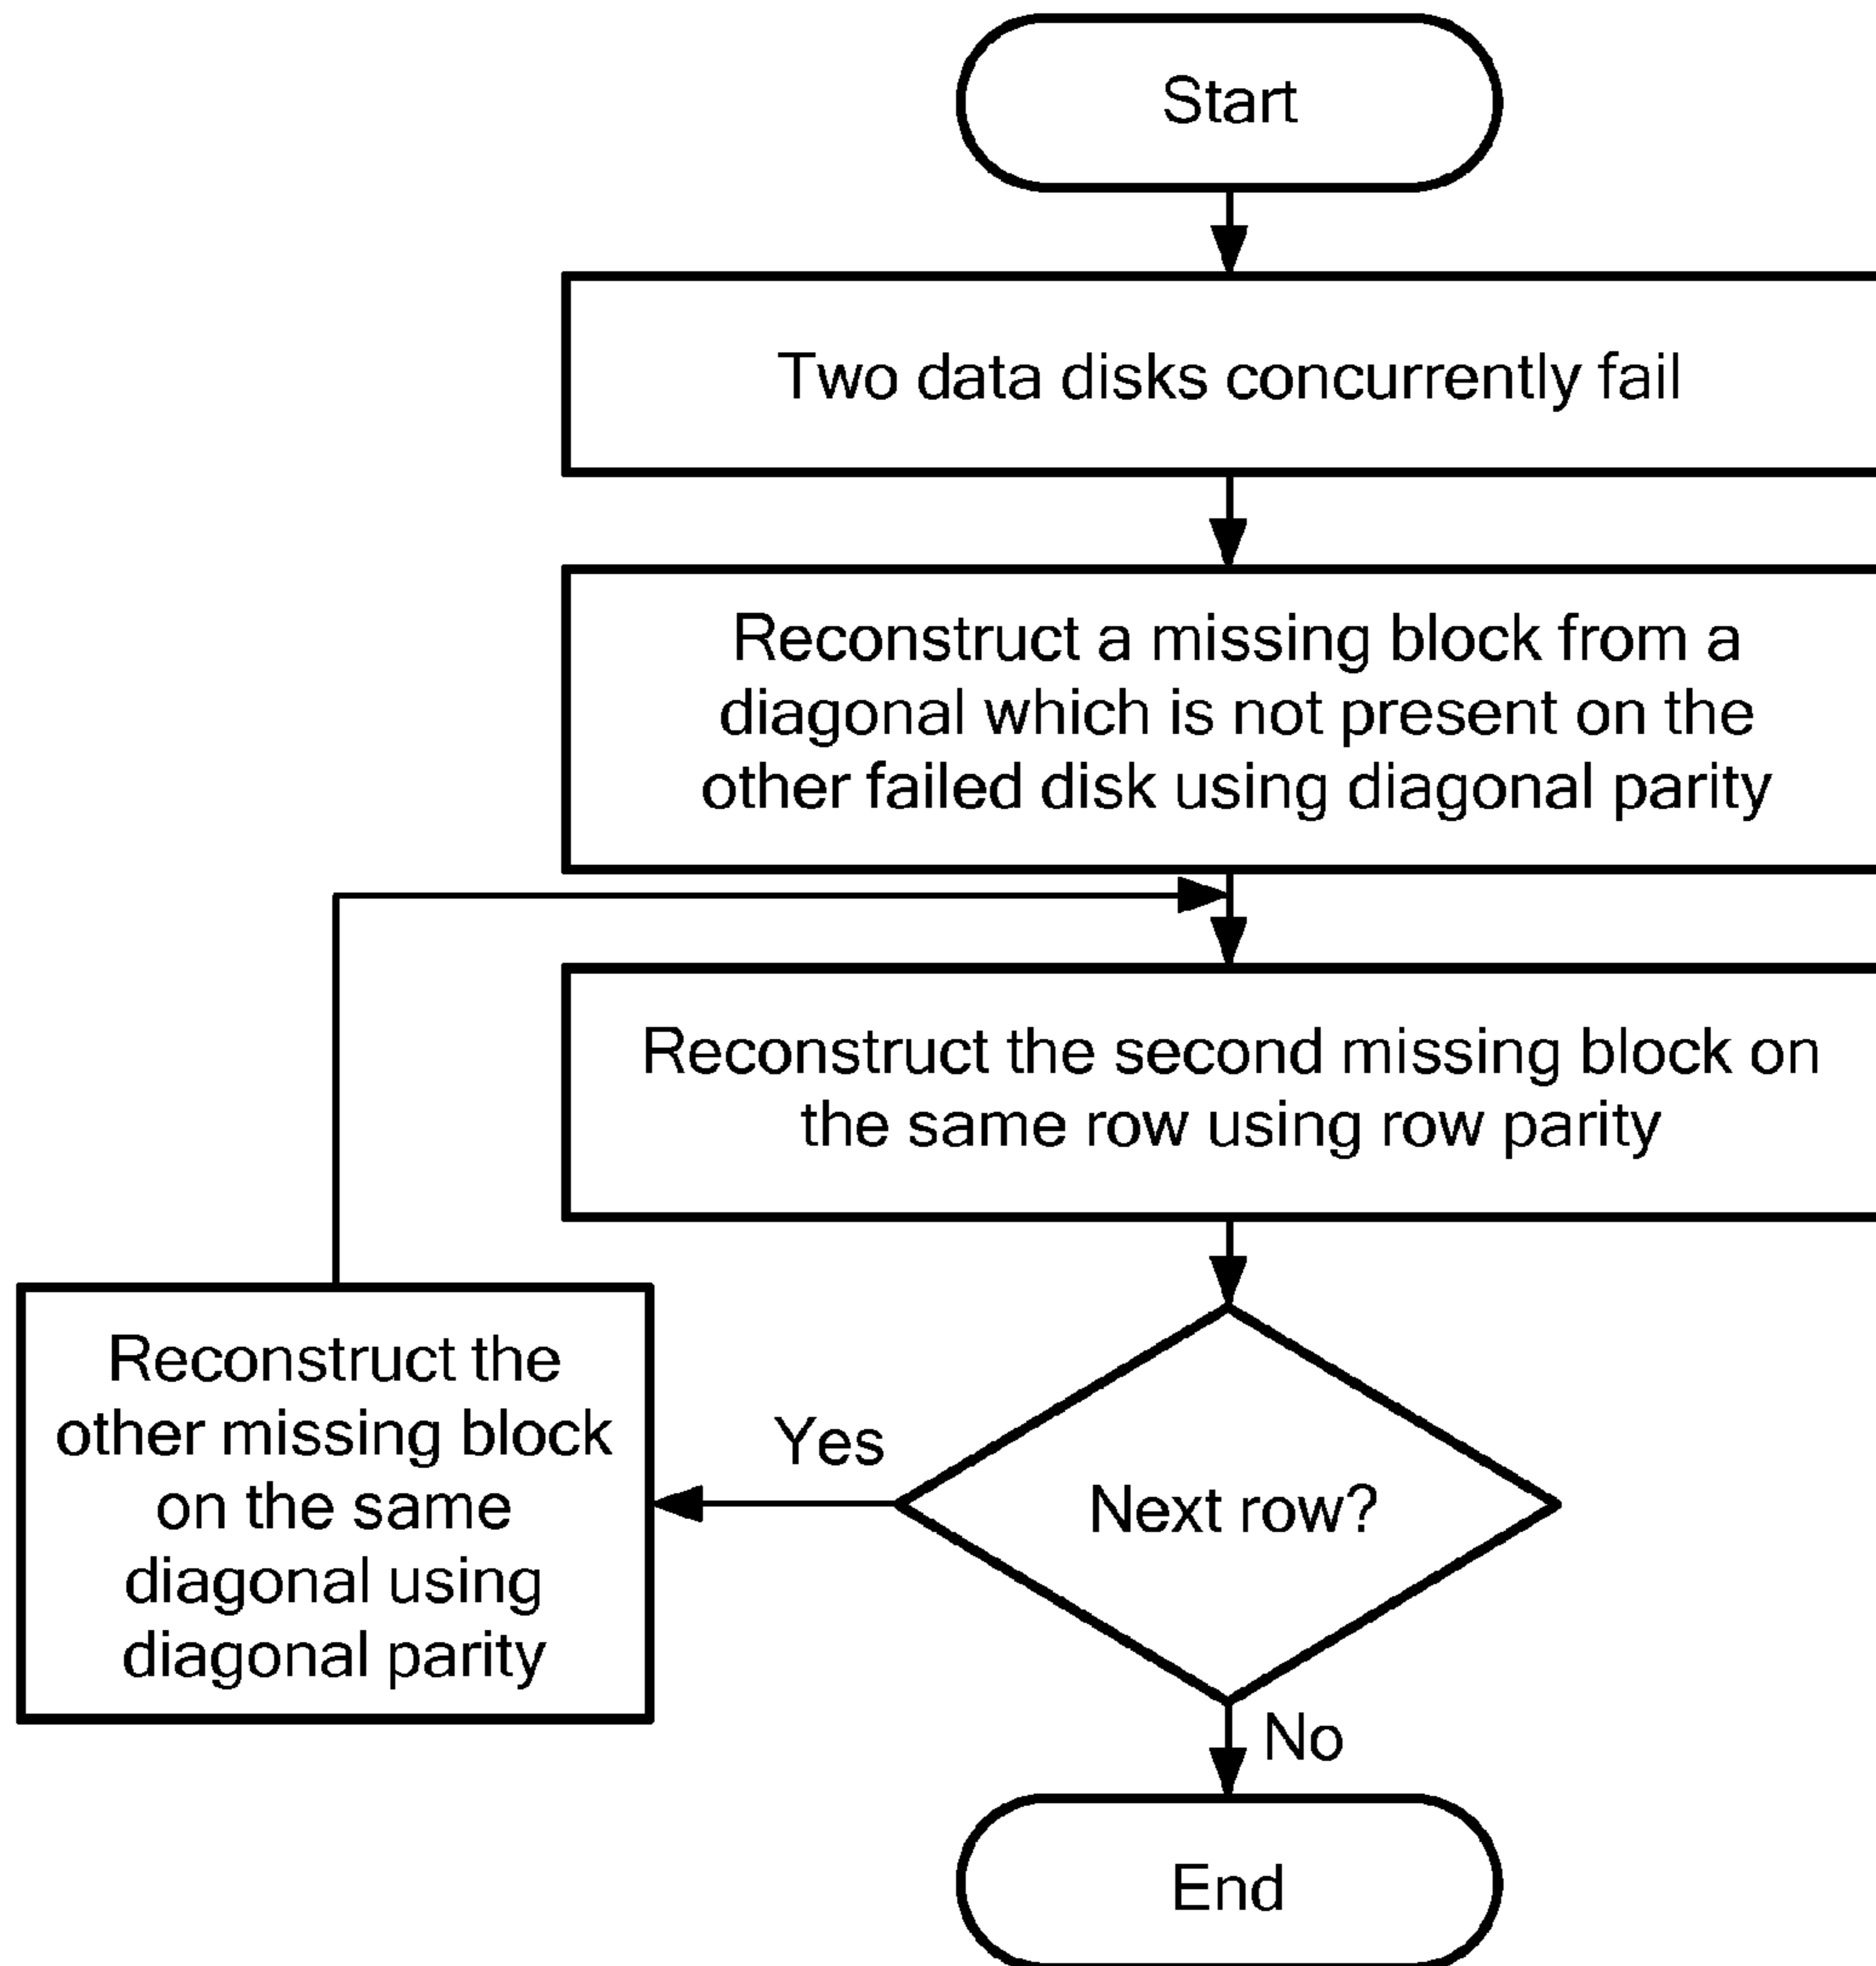 Start
Two data disks concurrently fail
Reconstruct a missing block from a
diagonal which is not present on the
other failed disk using diagonal parity
Reconstruct the second missing block on
the same row using row parity
Next row?
Yes
Reconstruct the
other missing block
on the same
diagonal using
diagonal parity
No
End